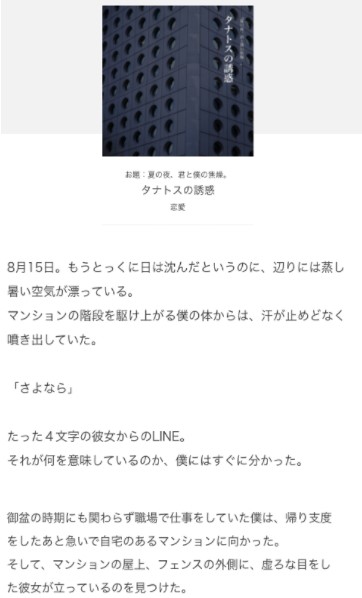 タナトスの誘惑
お題：夏の夜、君と僕の焦燥。
タナトスの誘惑
恋愛
8月15日。もうとっくに日は沈んだというのに、辺りには蒸し
暑い空気が漂っている。
マンションの階段を駆け上がる僕の体からは、汗が止めどなく
噴き出していた。
「さよなら」
たった４文字の彼女からのLINE。
それが何を意味しているのか、僕にはすぐに分かった。
御盆の時期にも関わらず職場で仕事をしていた僕は、帰り支度
をしたあと急いで自宅のあるマンションに向かった。
そして、マンションの屋上、フェンスの外側に、虚ろな目をし
た彼女が立っているのを見つけた。